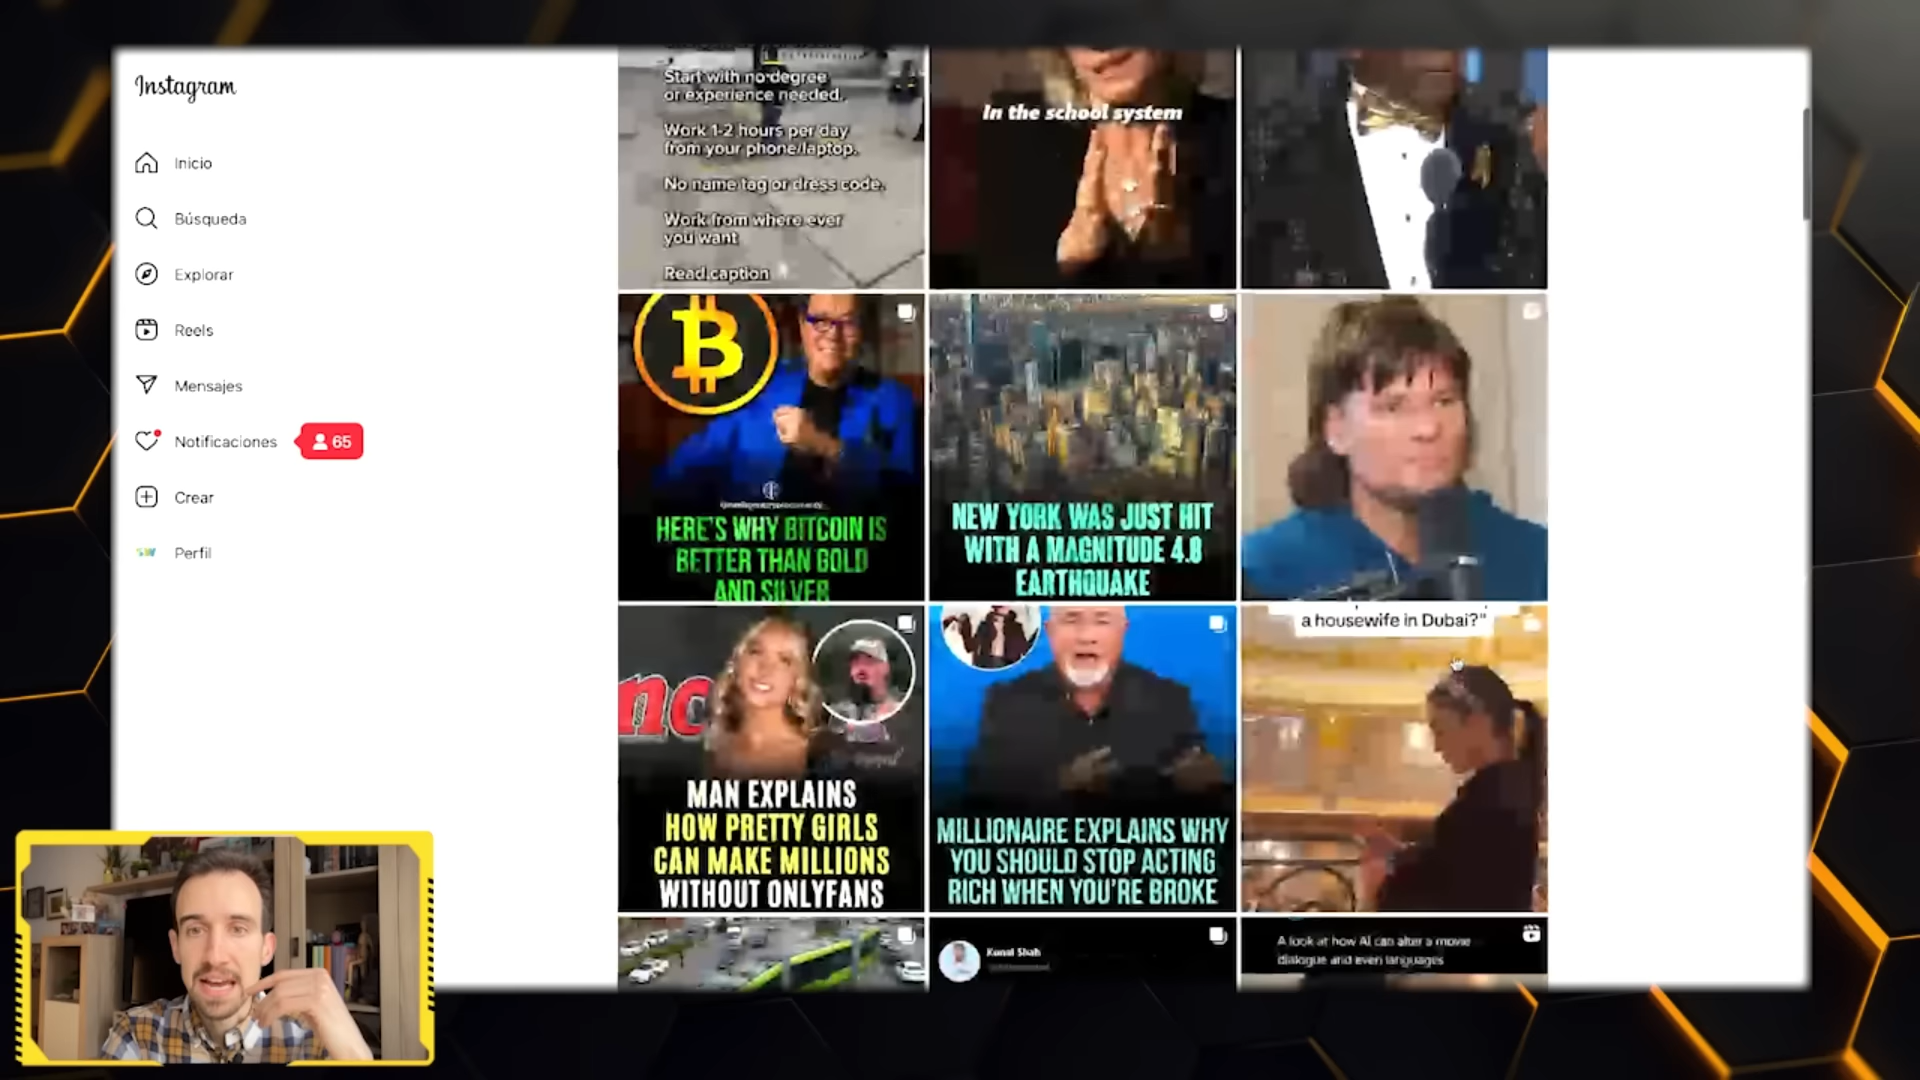 Instagram
Inicio
Búsqueda
Explorar
Reels
Mensajes
Notificaciones
65
Crear
Perfil
Start with no degree
or experience needed.
Work 1-2 hours per day
from your phone/laptop.
No name tag or dress code.
Work from where ever
you want
Read caption
In the school system
HERE'S WHY BITCOIN IS
BETTER THAN GOLD
AND SILVER
NEW YORK WAS JUST HIT
WITH A MAGNITUDE 4.8
EARTHQUAKE
MAN EXPLAINS
HOW PRETTY GIRLS
CAN MAKE MILLIONS
WITHOUT ONLYFANS
MILLIONAIRE EXPLAINS WHY
YOU SHOULD STOP ACTING
RICH WHEN YOU'RE BROKE
a housewife in Dubai?"
Kunal Shah
A look at how AI can alter a movie
dialogue and even languages